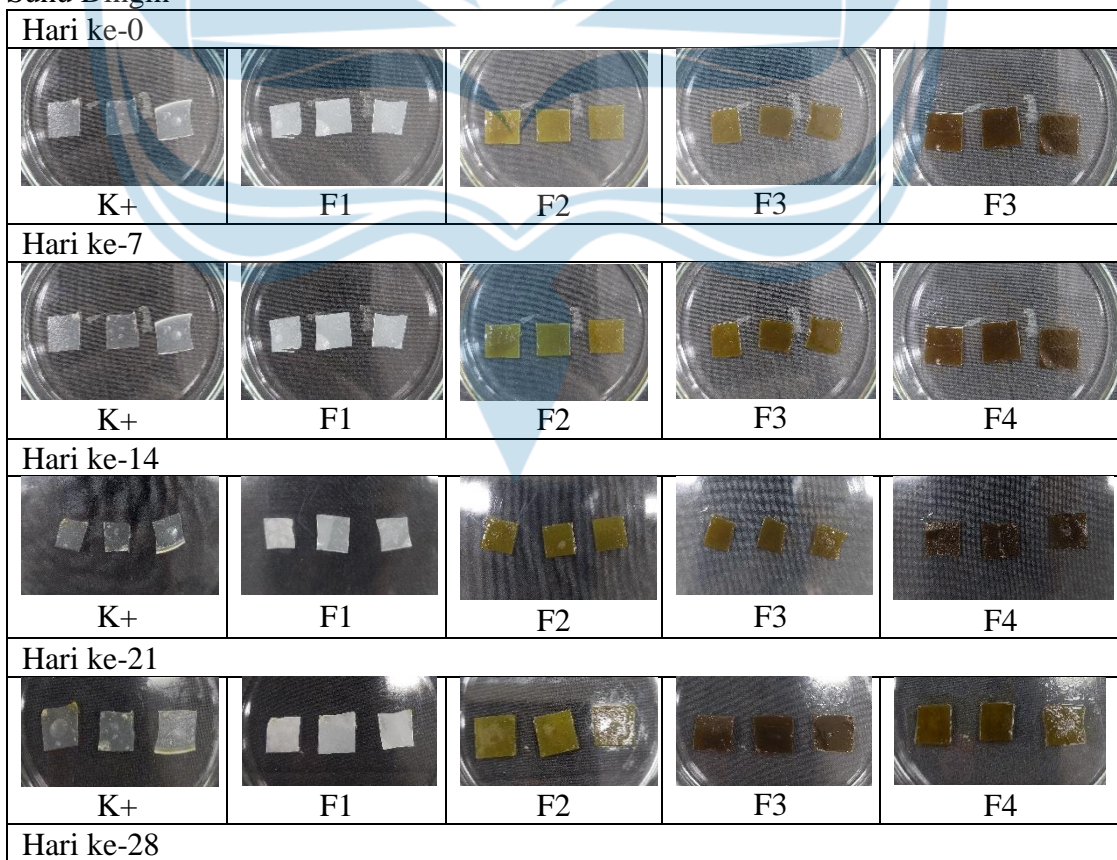 Suhu Dingin
Hari ke-0
K+ F1 F2 F3 F3
Hari ke-7
K+ F1 F2 F3 F4
Hari ke-14
K+ F1 F2 F3 F4
Hari ke-21
K+ F1 F2 F3 F4
Hari ke-28